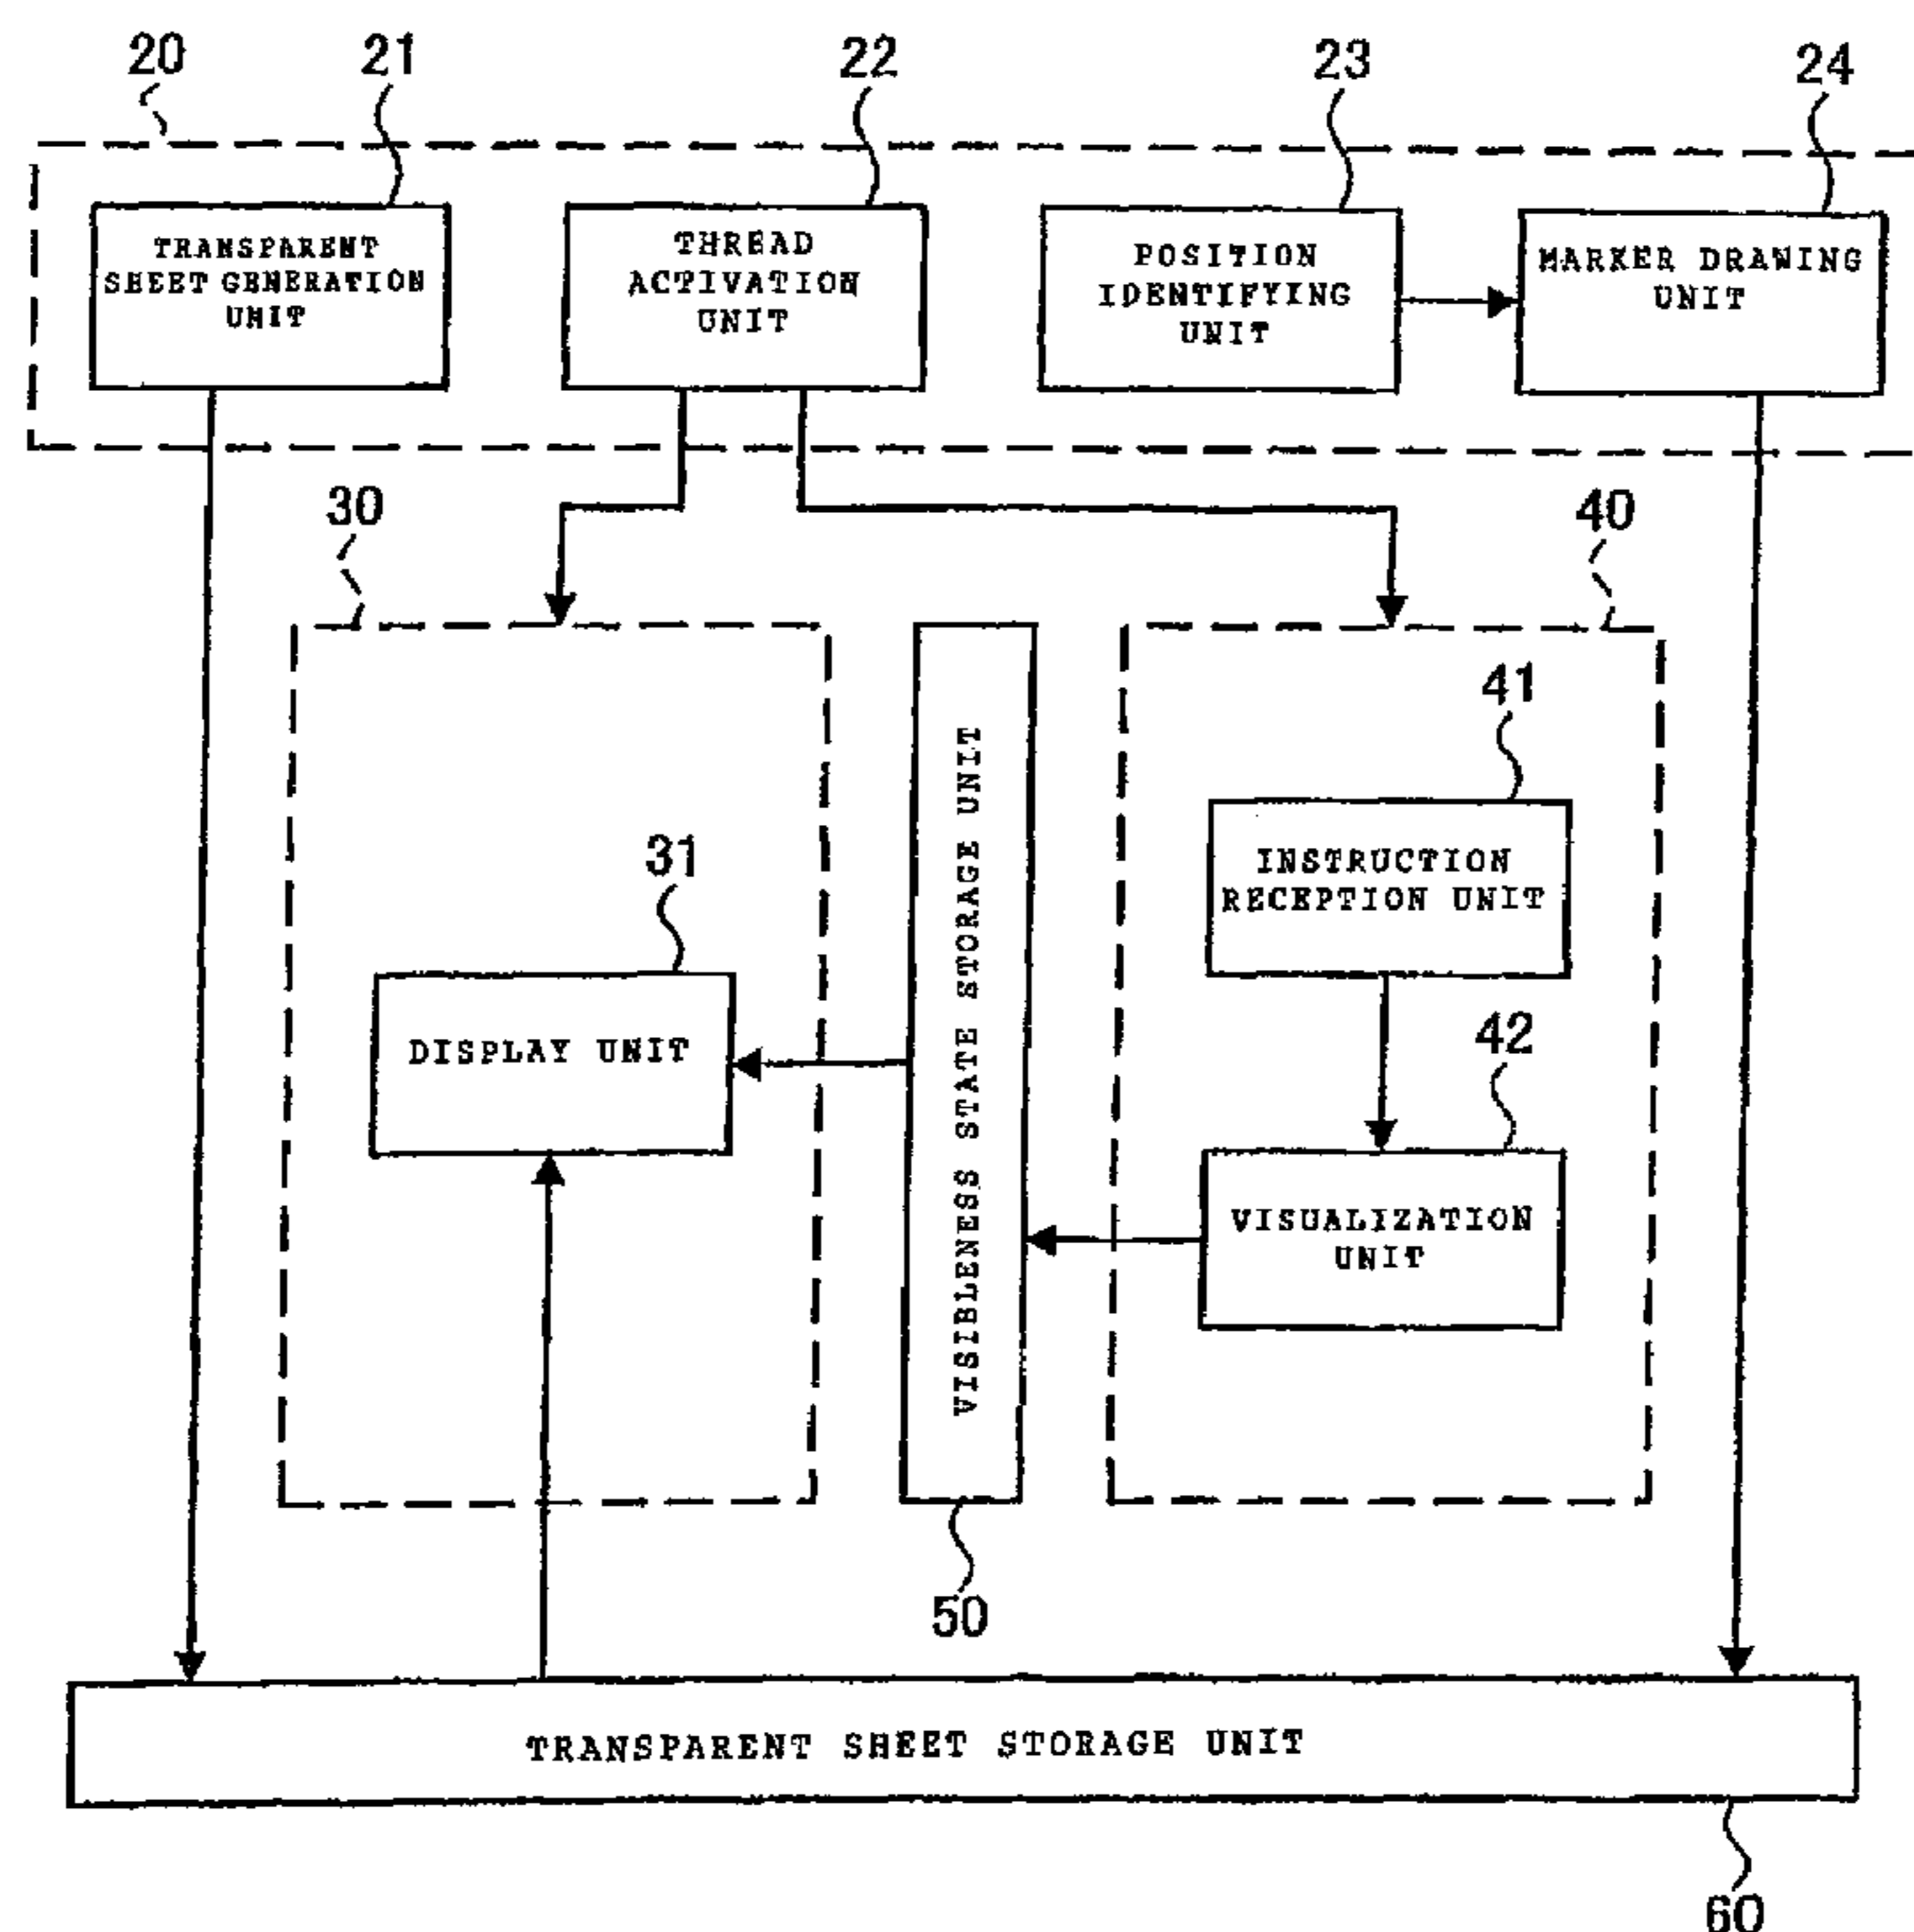 20
21
22
23
24
TRANSPARENT
SHEET GENERATION
UNIT
THREAD
ACTIVATION
UNIT
POSITION
IDENTIFYING
UNIT
MARKER DRAWING
UNIT
30
40
41
INSTRUCTION
RECEPTION UNIT
31
DISPLAY UNIT
VISIBLENESS STATE STORAGE UNIT
42
VISUALIZATION
UNIT
50
TRANSPARENT SHEET STORAGE UNIT
60